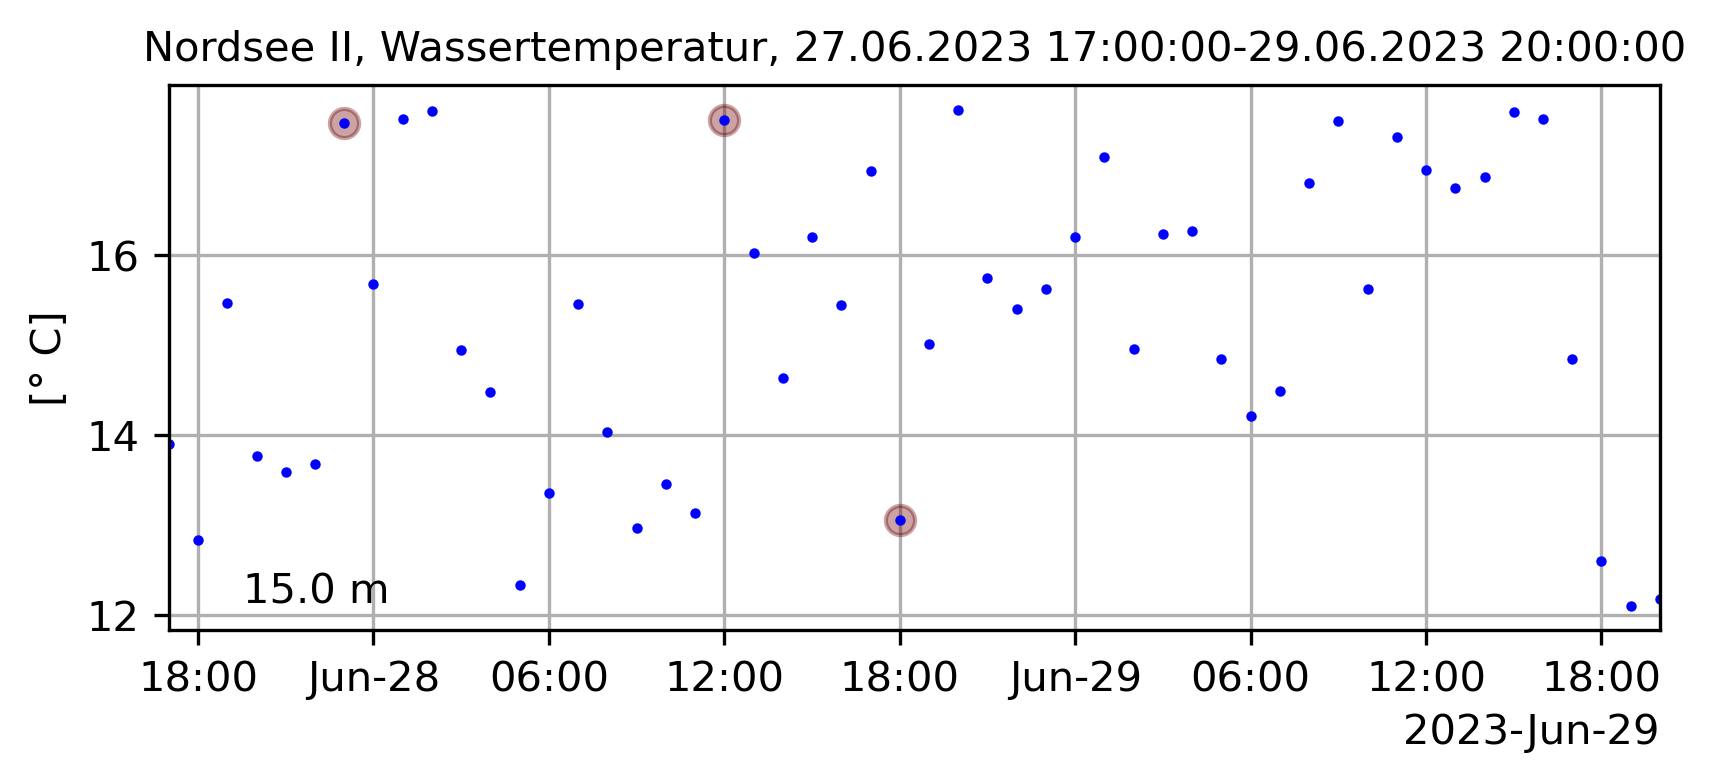 Nordsee II, Wassertemperatur, 27.06.2023 17:00:00-29.06.2023 20:00:00
[° C]
16
14
12
15.0 m
18:00 Jun-28 06:00 12:00 18:00 Jun-29 06:00 12:00 18:00
2023-Jun-29